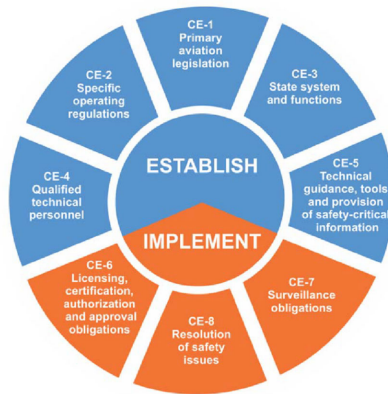 CE-1
Primary
aviation
legislation
CE-2
Specific
operating
regulations
CE-3
State system
and functions
CE-4
Qualified
technical
personnel
ESTABLISH
CE-5
Technical
guidance, tools
and provision
of safety-critical
information
IMPLEMENT
CE-6
Licensing,
certification,
authorization
and approval
obligations
CE-7
Surveillance
obligations
CE-8
Resolution
of safety
issues